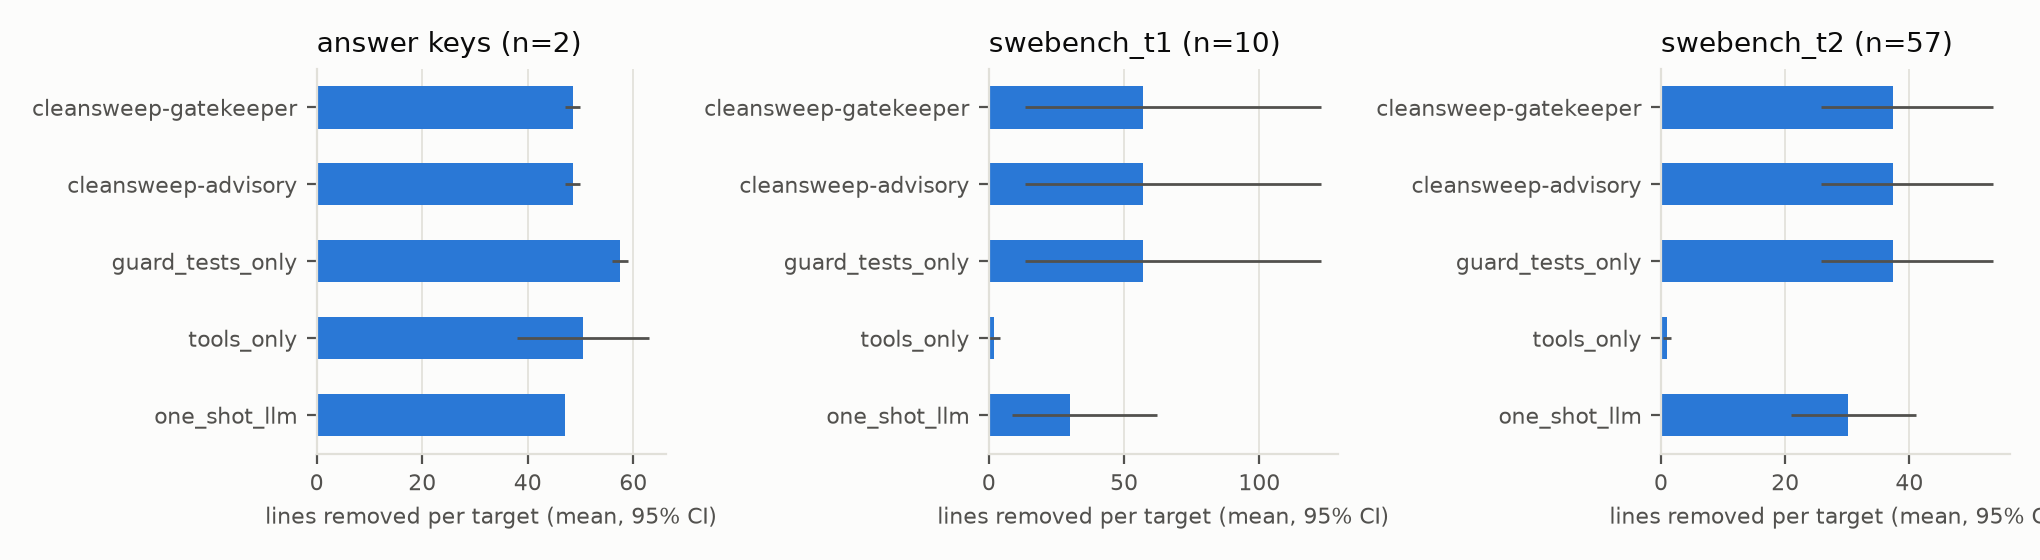 answer keys (n=2)
cleansweep-gatekeeper
cleansweep-advisory
guard_tests_only
tools_only
one_shot_llm
0 20 40 60
lines removed per target (mean, 95% CI)
swebench_t1 (n=10)
cleansweep-gatekeeper
cleansweep-advisory
guard_tests_only
tools_only
one_shot_llm
0 50 100
lines removed per target (mean, 95% CI)
swebench_t2 (n=57)
cleansweep-gatekeeper
cleansweep-advisory
guard_tests_only
tools_only
one_shot_llm
0 20 40
lines removed per target (mean, 95% C